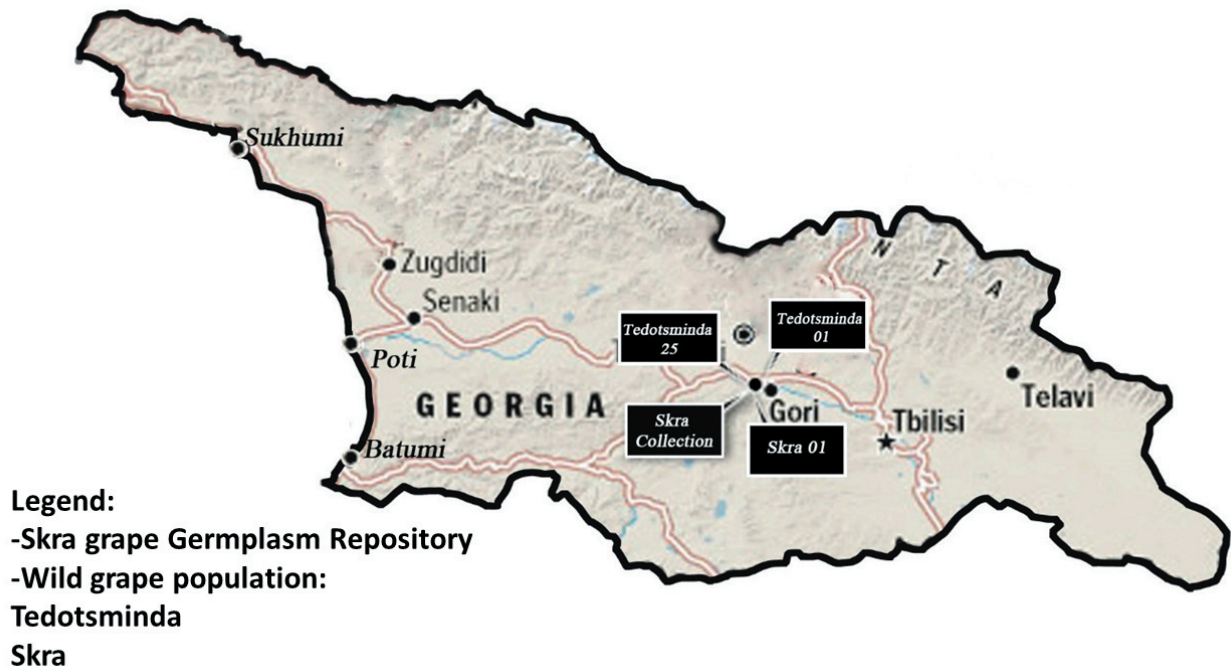 Sukhumi
N T A
Zugdidi
Senaki
Tedotsminda
25
Tedotsminda
01
Poti
GEORGIA
Gori
Telavi
Skra
Collection
Skra 01
Tbilisi
Batumi
Legend:
-Skra grape Germplasm Repository
-Wild grape population:
Tedotsminda
Skra